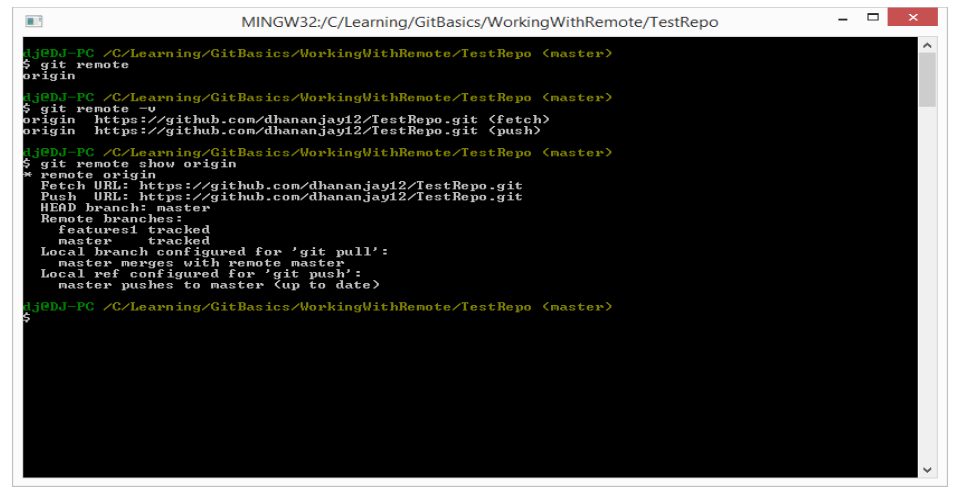 MINGW32:/C/Learning/GitBasics/WorkingWithRemote/TestRepo
dj@DJ-PC /C/Learning/GitBasics/WorkingWithRemote/TestRepo (master)
$ git remote
origin
dj@DJ-PC /C/Learning/GitBasics/WorkingWithRemote/TestRepo (master)
$ git remote -v
origin  https://github.com/dhananjay12/TestRepo.git (fetch)
origin  https://github.com/dhananjay12/TestRepo.git (push)
dj@DJ-PC /C/Learning/GitBasics/WorkingWithRemote/TestRepo (master)
$ git remote show origin
* remote origin
  Fetch URL: https://github.com/dhananjay12/TestRepo.git
  Push  URL: https://github.com/dhananjay12/TestRepo.git
  HEAD branch: master
  Remote branches:
    features1 tracked
    master    tracked
  Local branch configured for 'git pull':
    master merges with remote master
  Local ref configured for 'git push':
    master pushes to master (up to date)
dj@DJ-PC /C/Learning/GitBasics/WorkingWithRemote/TestRepo (master)
$